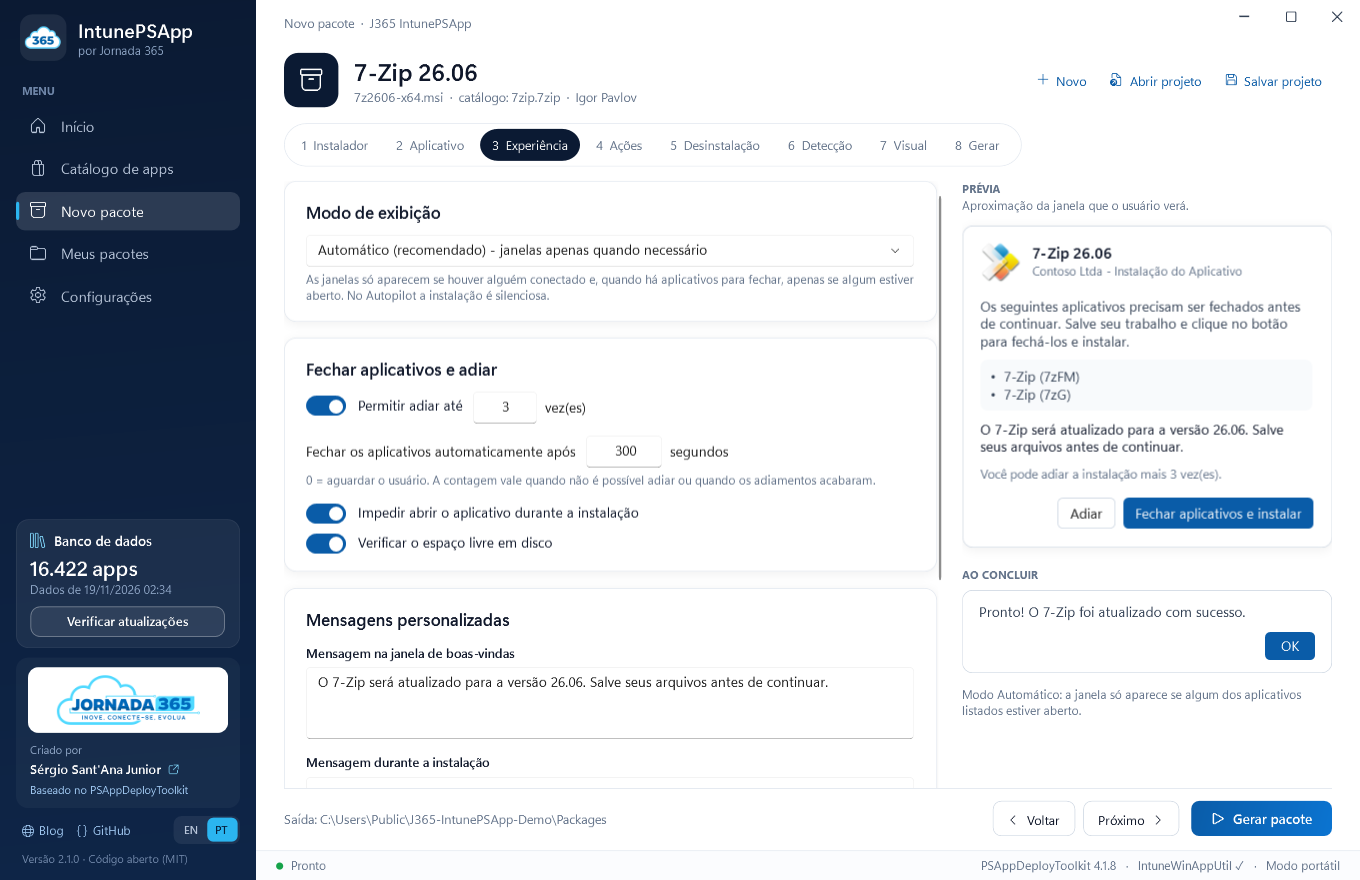 365
IntunePSApp
por Jornada 365
MENU
Início
Catálogo de apps
Novo pacote
Meus pacotes
Configurações
Banco de dados
16.422 apps
Dados de 19/11/2026 02:34
Verificar atualizações
JORNADA 365
INOVE. CONECTE-SE. EVOLUA
Criado por
Sérgio Sant'Ana Junior
Baseado no PSAppDeployToolkit
Blog
GitHub
EN PT
Versão 2.1.0 · Código aberto (MIT)
Novo pacote · J365 IntunePSApp
7-Zip 26.06
7z2606-x64.msi · catálogo: 7zip.7zip · Igor Pavlov
Novo
Abrir projeto
Salvar projeto
1 Instalador 2 Aplicativo 3 Experiência 4 Ações 5 Desinstalação 6 Detecção 7 Visual 8 Gerar
Modo de exibição
Automático (recomendado) - janelas apenas quando necessário
As janelas só aparecem se houver alguém conectado e, quando há aplicativos para fechar, apenas se algum estiver
aberto. No Autopilot a instalação é silenciosa.
Fechar aplicativos e adiar
Permitir adiar até 3 vez(es)
Fechar os aplicativos automaticamente após 300 segundos
0 = aguardar o usuário. A contagem vale quando não é possível adiar ou quando os adiamentos acabaram.
Impedir abrir o aplicativo durante a instalação
Verificar o espaço livre em disco
Mensagens personalizadas
Mensagem na janela de boas-vindas
O 7-Zip será atualizado para a versão 26.06. Salve seus arquivos antes de continuar.
Mensagem durante a instalação
PRÉVIA
Aproximação da janela que o usuário verá.
7-Zip 26.06
Contoso Ltda - Instalação do Aplicativo
Os seguintes aplicativos precisam ser fechados antes
de continuar. Salve seu trabalho e clique no botão
para fechá-los e instalar.
• 7-Zip (7zFM)
• 7-Zip (7zG)
O 7-Zip será atualizado para a versão 26.06. Salve
seus arquivos antes de continuar.
Você pode adiar a instalação mais 3 vez(es).
Adiar
Fechar aplicativos e instalar
AO CONCLUIR
Pronto! O 7-Zip foi atualizado com sucesso.
OK
Modo Automático: a janela só aparece se algum dos aplicativos
listados estiver aberto.
Saída: C:\Users\Public\J365-IntunePSApp-Demo\Packages
Voltar
Próximo
Gerar pacote
Pronto
PSAppDeployToolkit 4.1.8 · IntuneWinAppUtil ✓ · Modo portátil